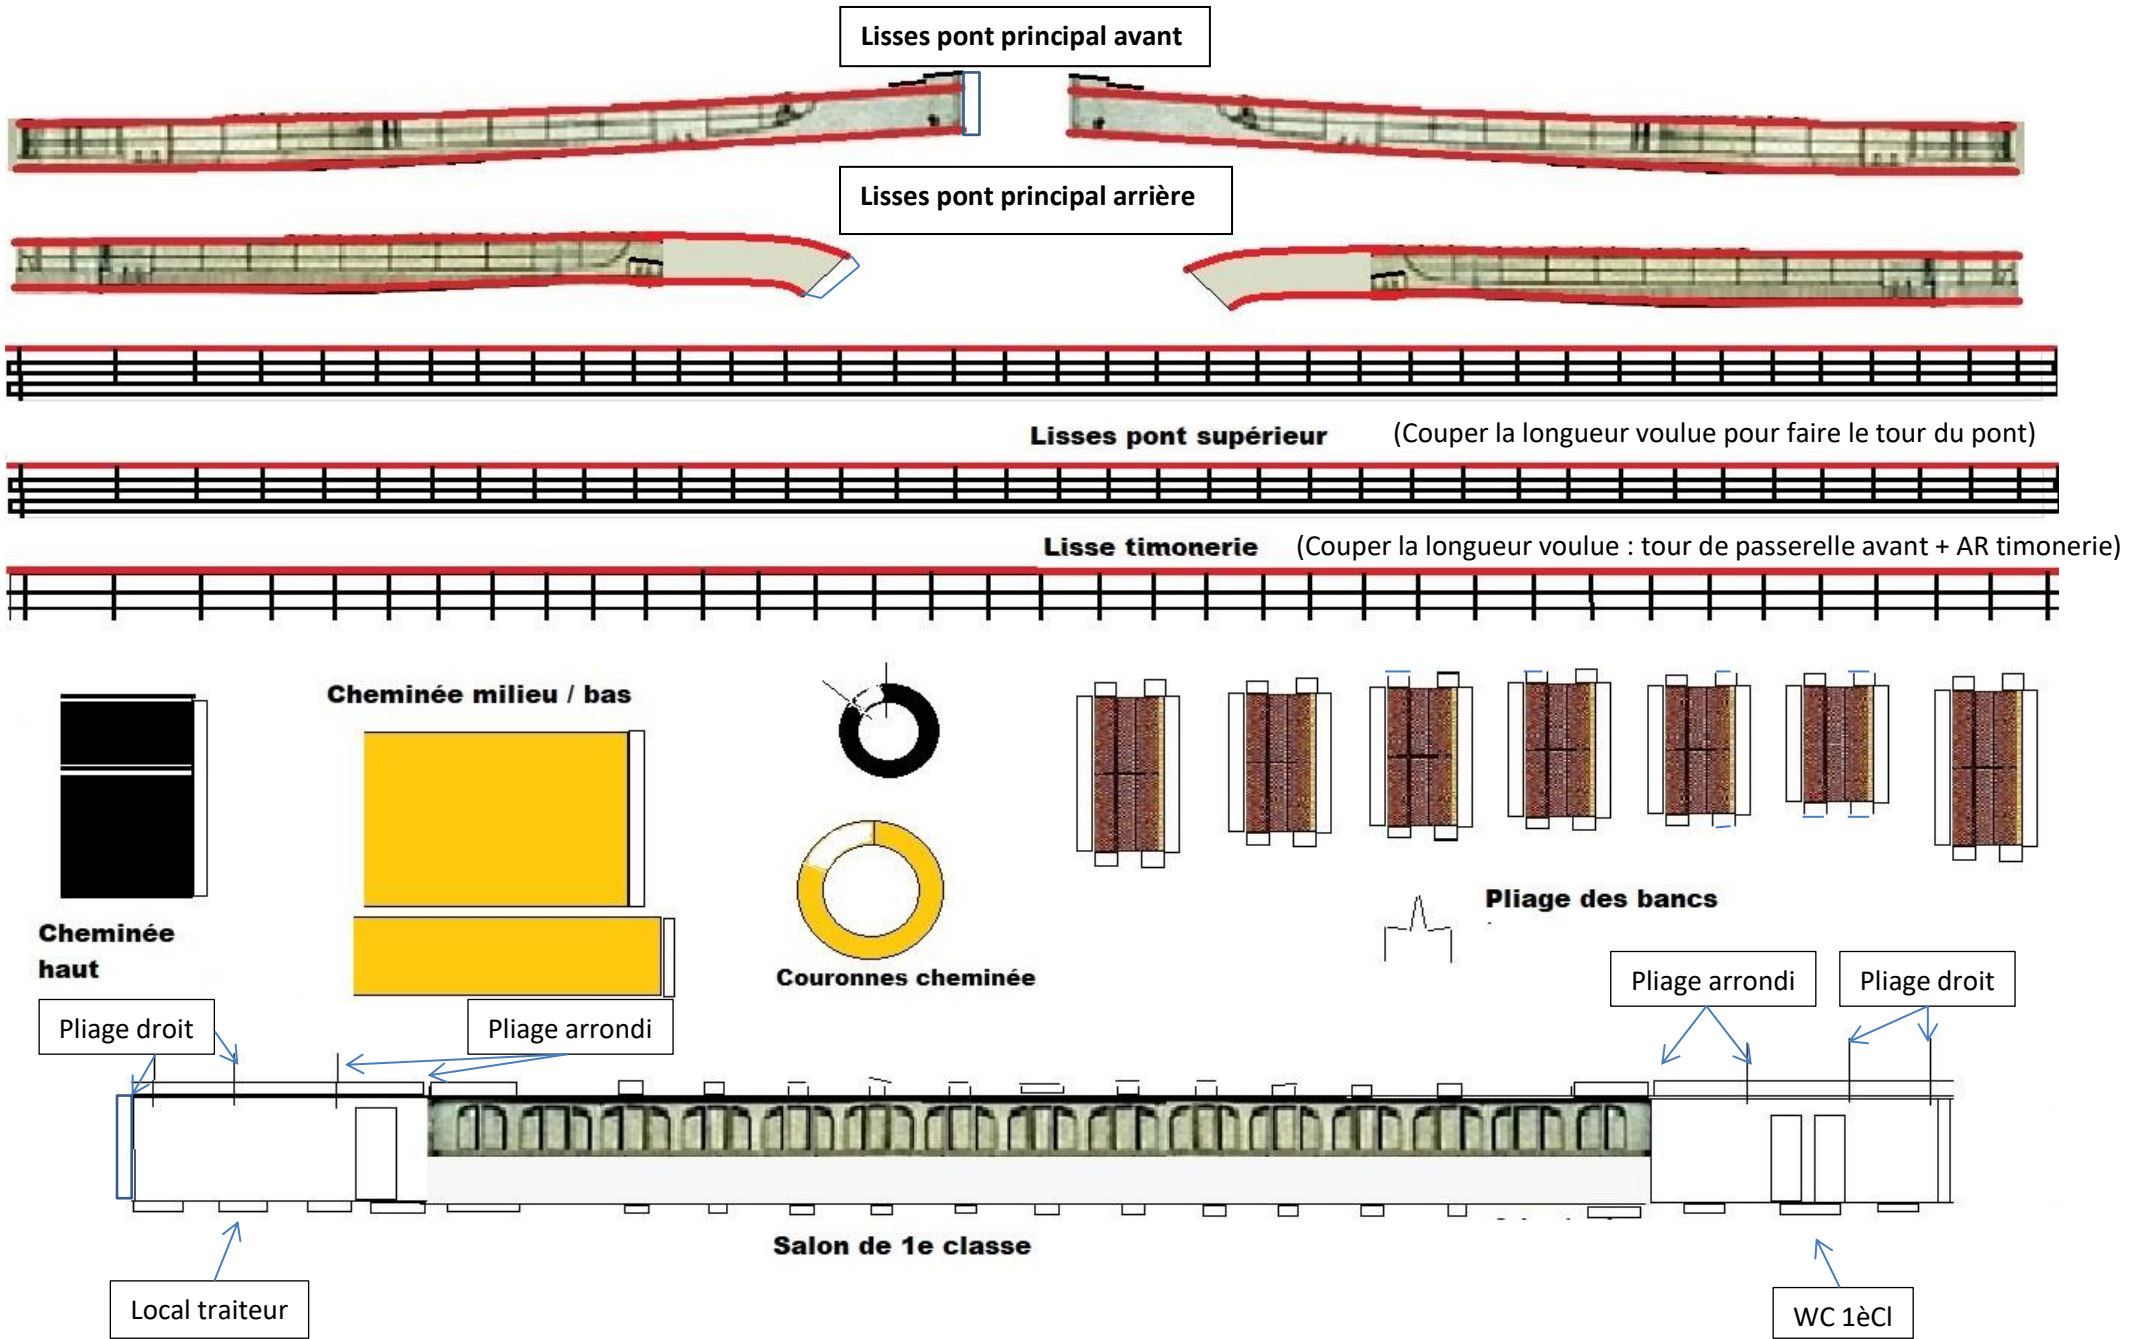 Lisses pont principal avant
Lisses pont principal arrière
Lisses pont supérieur (Couper la longueur voulue pour faire le tour du pont)
Lisse timonerie (Couper la longueur voulue : tour de passerelle avant + AR timonerie)
Cheminée milieu / bas
Pliage des bancs
Cheminée
haut
Couronnes cheminée
Pliage arrondi
Pliage droit
Pliage droit
Pliage arrondi
Salon de 1e classe
Local traiteur
WC 1èCl